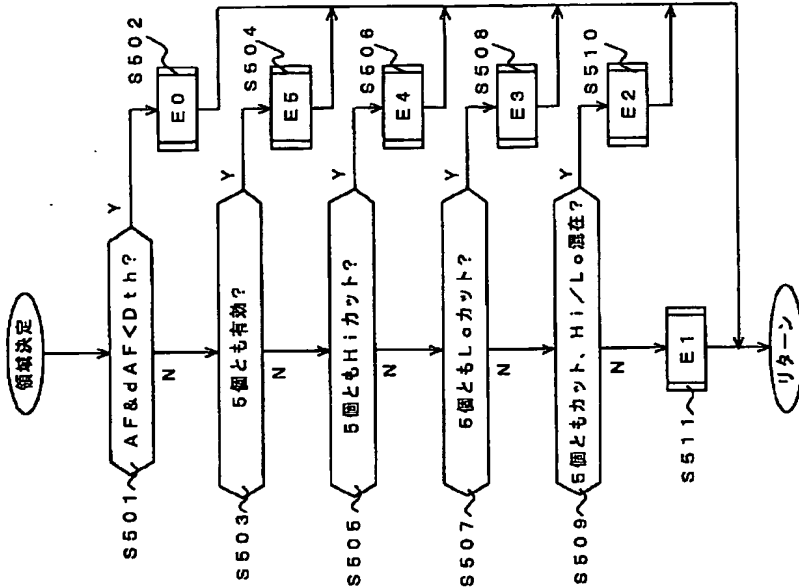 領域決定
S501 AF&dAF<Dth?
Y
E0
S502
N
S503
5個とも有効?
Y
E5
S504
N
S505
5個ともHiカット?
Y
E4
S506
N
S507
5個ともLoカット?
Y
E3
S508
N
S509
5個ともカット、Hi/Lo混在?
Y
E2
S510
N
S511
E1
リターン